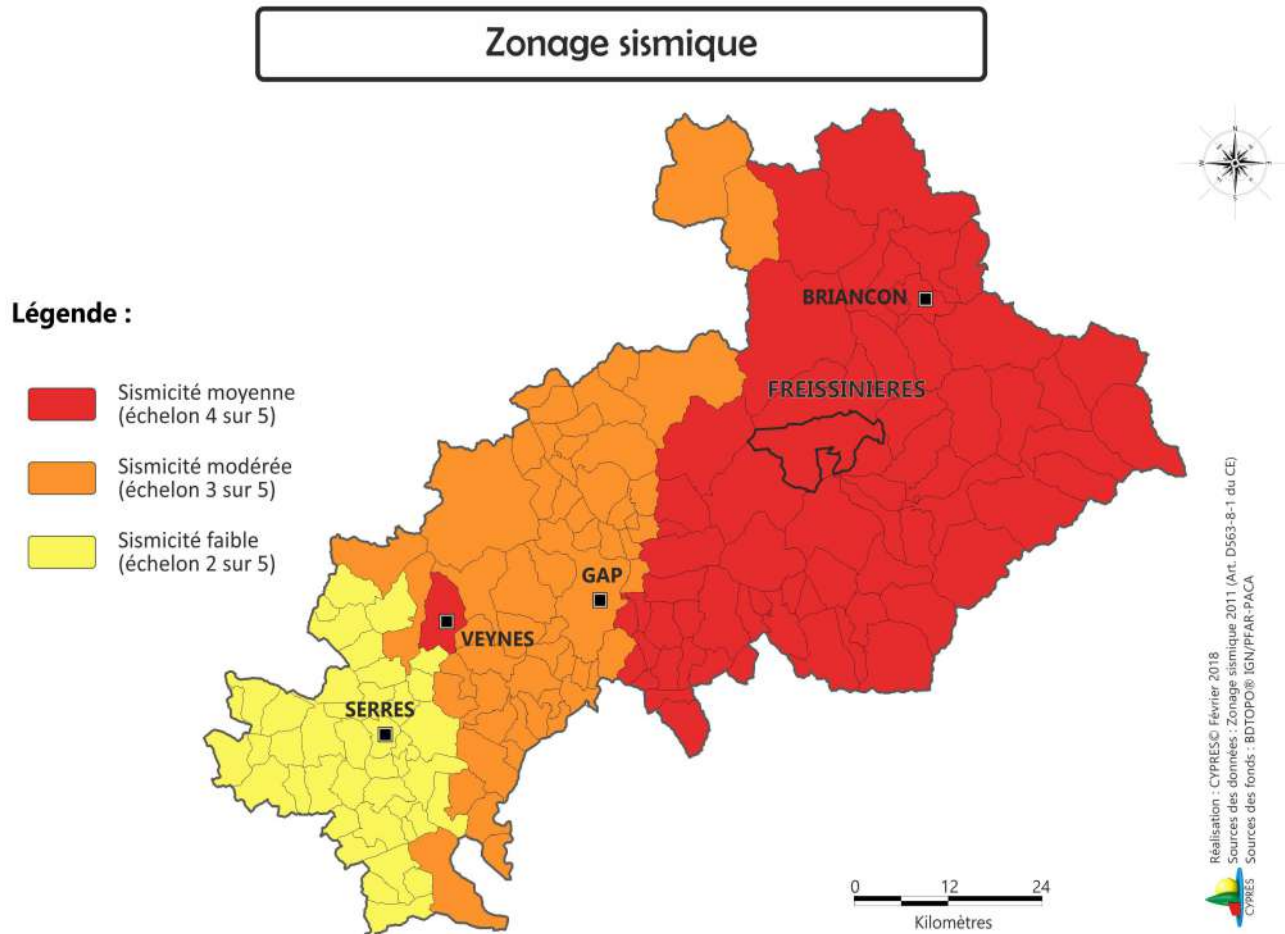 Zonage sismique
N
E
S
W
Légende :
Sismicité moyenne
(échelon 4 sur 5)
Sismicité modérée
(échelon 3 sur 5)
Sismicité faible
(échelon 2 sur 5)
BRIANCON
FREISSINIERES
GAP
VEYNES
SERRES
0 12 24
Kilomètres
Réalisation : CYPRES© Février 2018
Sources des données : Zonage sismique 2011 (Art. D563-8-1 du CE)
Sources des fonds : BDTOPO® IGN/PFAR-PACA
CYPRÈS